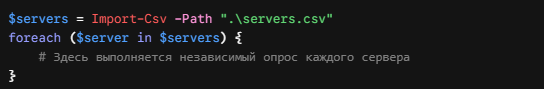 $servers = Import-Csv -Path ".\servers.csv"
foreach ($server in $servers) {
    # Здесь выполняется независимый опрос каждого сервера
}